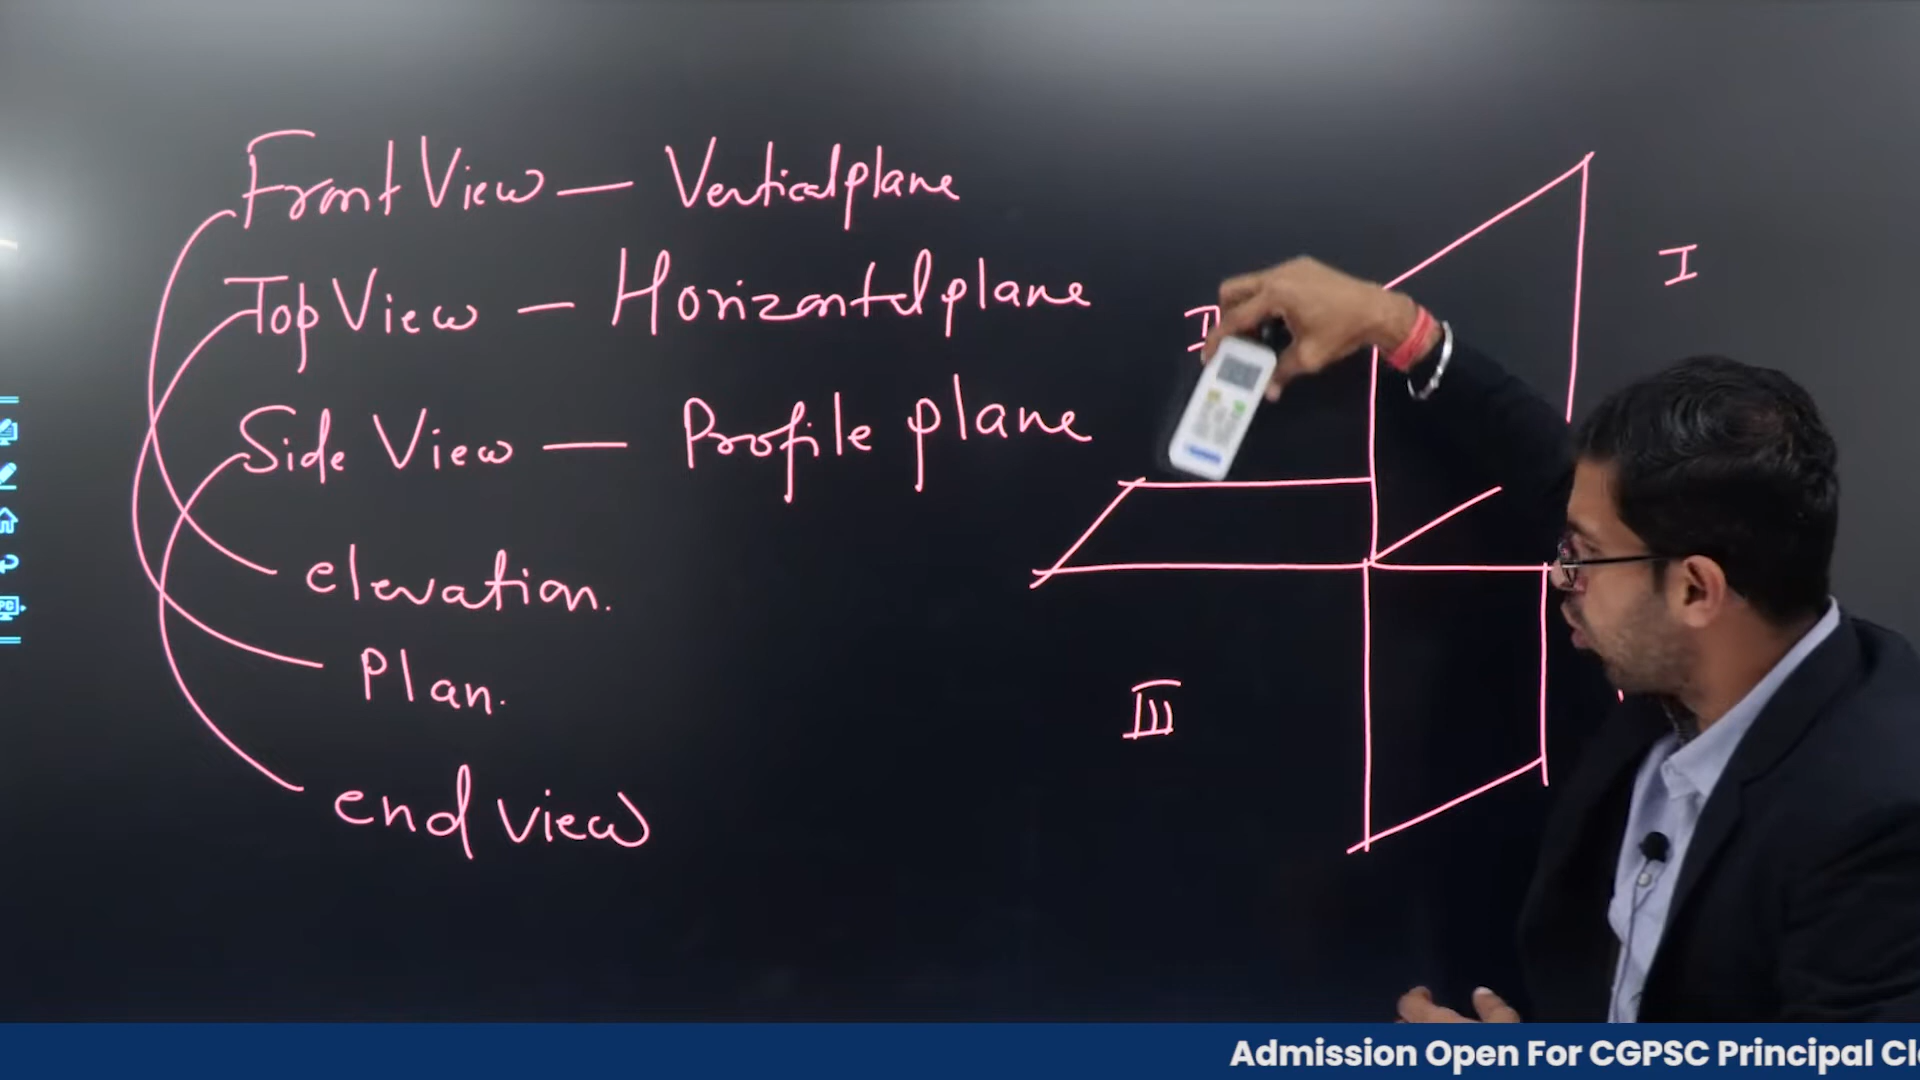 Front View — Vertical plane
Top View — Horizontal plane
Side View — Profile plane
elevation.
Plan.
end view
I
III
Admission Open For CGPSC Principal